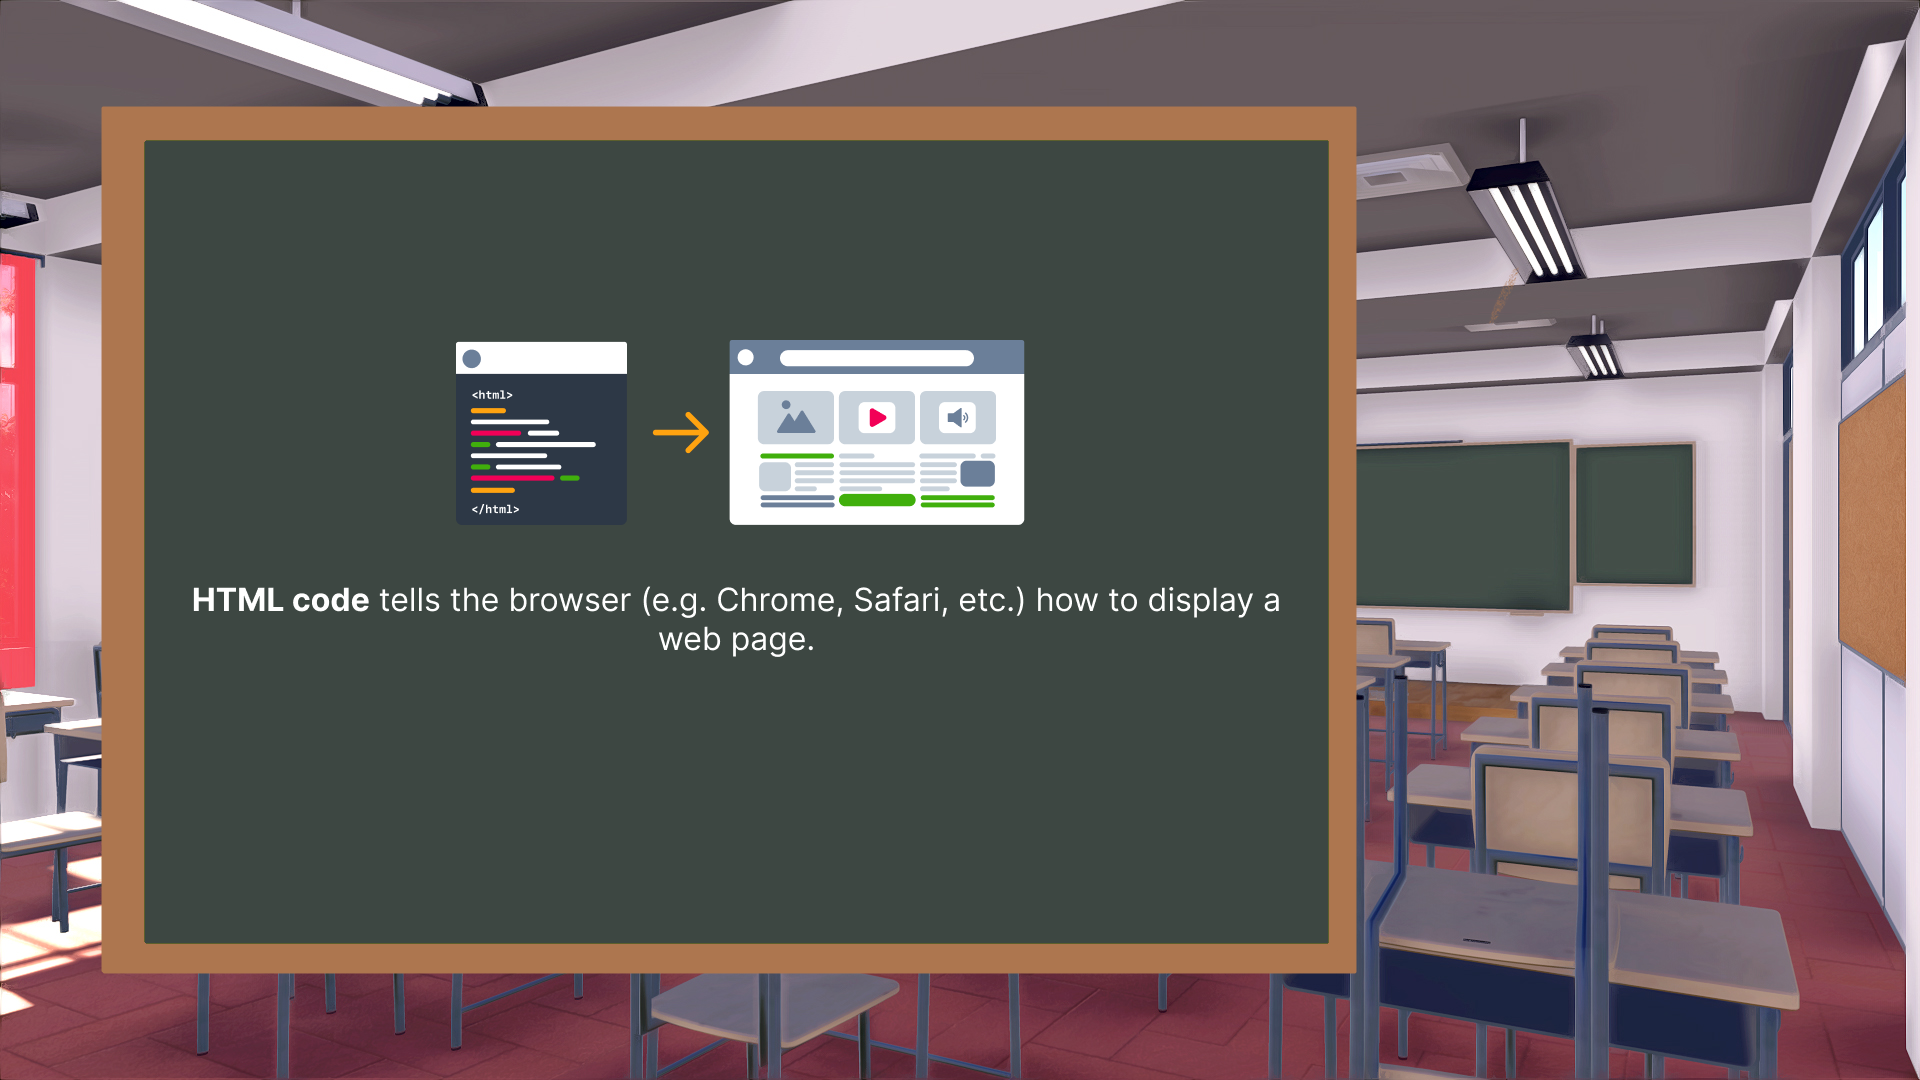 <html>
</html>
HTML code tells the browser (e.g. Chrome, Safari, etc.) how to display a
web page.